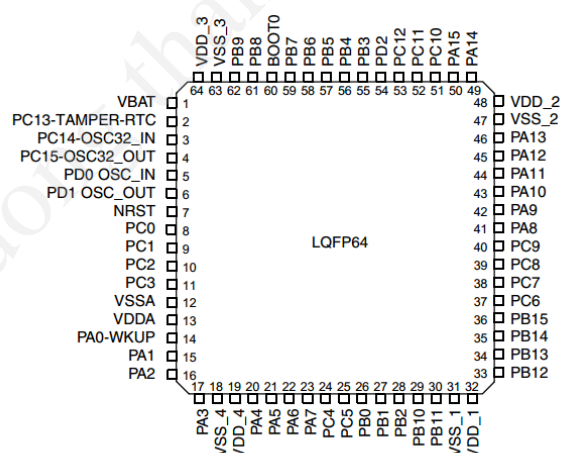 VDD_3 VSS_3 PB9 PB8 BOOT0 PB7 PB6 PB5 PB4 PB3 PD2 PC12 PC11 PC10 PA15 PA14
64 63 62 61 60 59 58 57 56 55 54 53 52 51 50 49
VBAT 1 48 VDD_2
PC13-TAMPER-RTC 2 47 VSS_2
PC14-OSC32_IN 3 46 PA13
PC15-OSC32_OUT 4 45 PA12
PD0 OSC_IN 5 44 PA11
PD1 OSC_OUT 6 43 PA10
NRST 7 42 PA9
PC0 8 41 PA8
PC1 9 LQFP64 40 PC9
PC2 10 39 PC8
PC3 11 38 PC7
VSSA 12 37 PC6
VDDA 13 36 PB15
PA0-WKUP 14 35 PB14
PA1 15 34 PB13
PA2 16 33 PB12
17 18 19 20 21 22 23 24 25 26 27 28 29 30 31 32
PA3 VSS_4 VDD_4 PA4 PA5 PA6 PA7 PC4 PC5 PB0 PB1 PB2 PB10 PB11 VSS_1 VDD_1